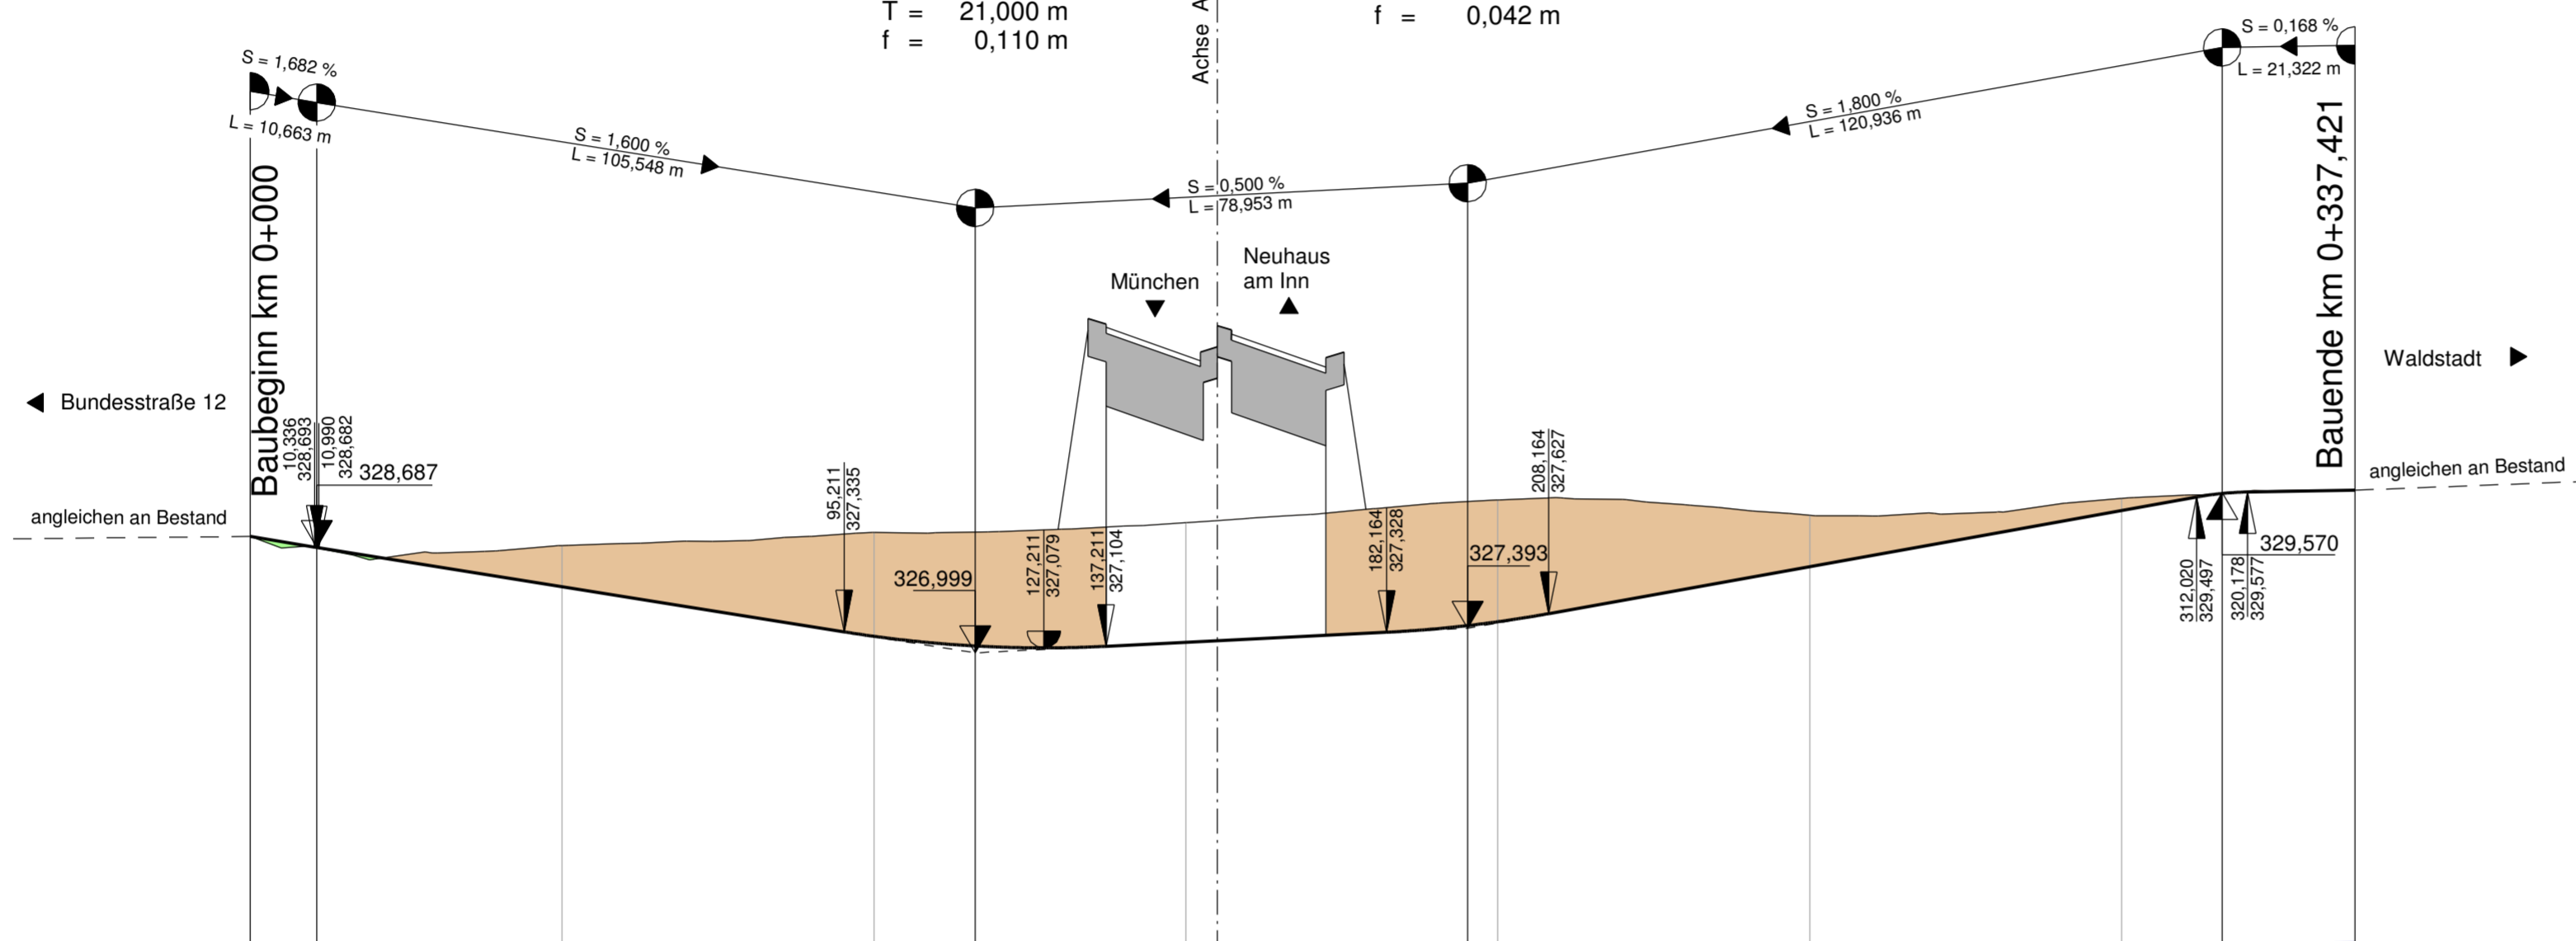 T = 21,000 m
f = 0,110 m
f = 0,042 m
Achse A
S = 1,682 %
L = 10,663 m
S = 1,600 %
L = 105,548 m
S = 0,500 %
L = 78,953 m
S = 1,800 %
L = 120,936 m
S = 0,168 %
L = 21,322 m
Baubeginn km 0+000
Bauende km 0+337,421
München
Neuhaus
am Inn
Bundesstraße 12
Waldstadt
angleichen an Bestand
angleichen an Bestand
10,336
328,693
10,990
328,682
328,687
95,211
327,335
326,999
127,211
327,079
137,211
327,104
182,164
327,328
327,393
208,164
327,627
312,020
329,497
320,178
329,577
329,570